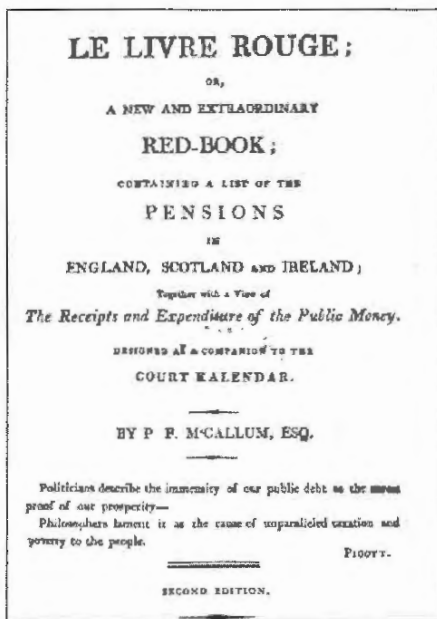 LE LIVRE ROUGE;
OR,
A NEW AND EXTRAORDINARY
RED-BOOK;
CONTAINING A LIST OF THE
PENSIONS
IN
ENGLAND, SCOTLAND AND IRELAND;
Together with a View of
The Receipts and Expenditure of the Public Money.
DESIGNED AS A COMPANION TO THE
COURT KALENDAR.
BY P F. McCALLUM, ESQ.
Politicians describe the immensity of our public debt as the
proof of our prosperity—
Philosophers lament it as the cause of unparalleled taxation and
poverty to the people.
PIGOTT.
SECOND EDITION.